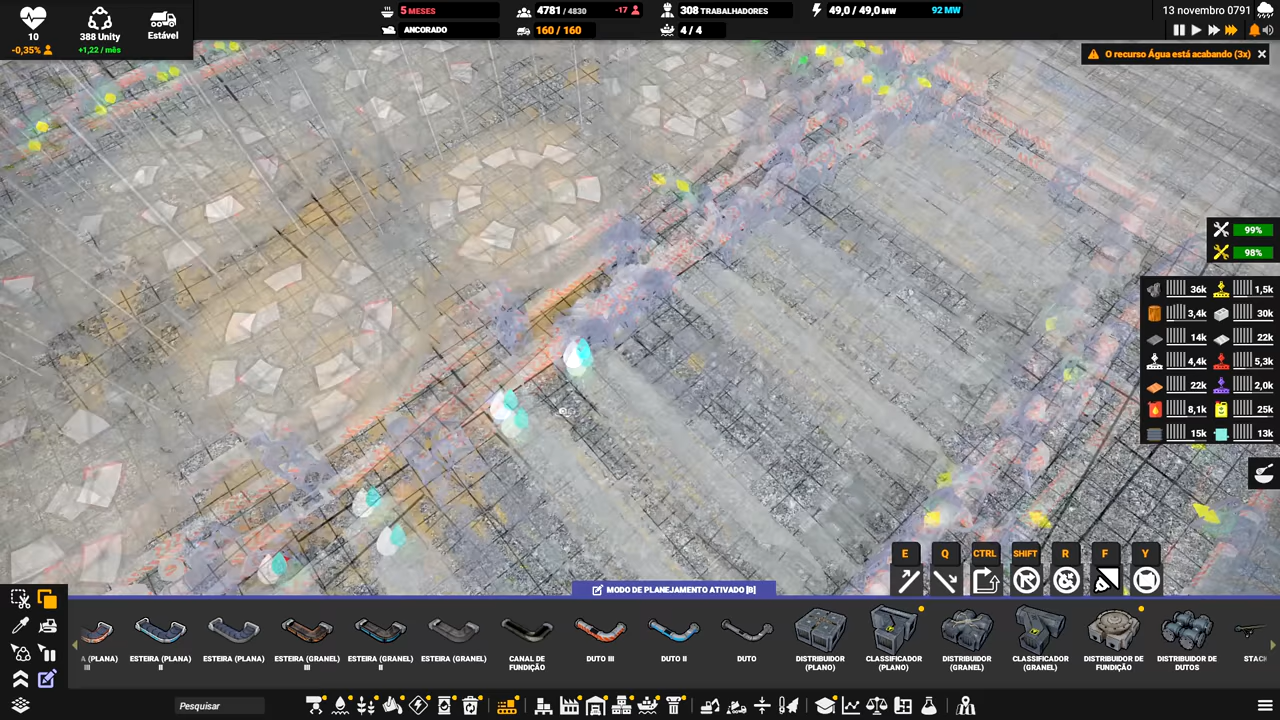 10
-0,35%
388 Unity
+1,22 / mês
Estável
5 MESES
ANCORADO
4781 / 4830
-17
160 / 160
308 TRABALHADORES
4 / 4
49,0 / 49,0 MW
92 MW
13 novembro 0791
O recurso Água está acabando (3x)
99%
98%
36k
1,5k
3,4k
30k
14k
22k
4,4k
5,3k
22k
2,0k
8,1k
25k
15k
13k
E
Q
CTRL
SHIFT
R
F
Y
MODO DE PLANEJAMENTO ATIVADO [B]
A (PLANA) III
ESTEIRA (PLANA) II
ESTEIRA (PLANA)
ESTEIRA (GRANEL) III
ESTEIRA (GRANEL) II
ESTEIRA (GRANEL)
CANAL DE FUNDIÇÃO
DUTO III
DUTO II
DUTO
DISTRIBUIDOR (PLANO)
CLASSIFICADOR (PLANO)
DISTRIBUIDOR (GRANEL)
CLASSIFICADOR (GRANEL)
DISTRIBUIDOR DE FUNDIÇÃO
DISTRIBUIDOR DE DUTOS
STACK
Pesquisar